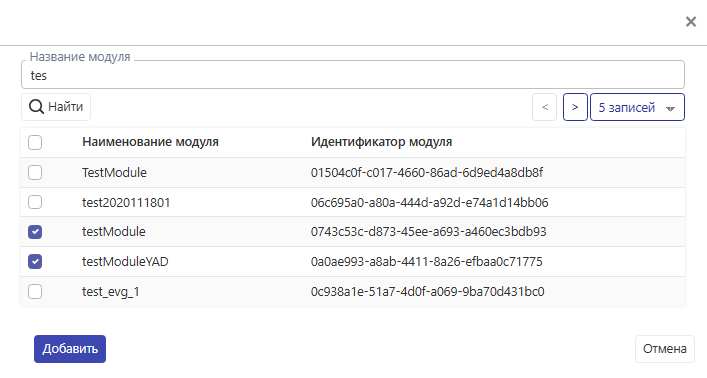 ×
Название модуля
tes
Найти
< > 5 записей
Наименование модуля Идентификатор модуля
TestModule 01504c0f-c017-4660-86ad-6d9ed4a8db8f
test2020111801 06c695a0-a80a-444d-a92d-e74a1d14bb06
testModule 0743c53c-d873-45ee-a693-a460ec3bdb93
testModuleYAD 0a0ae993-a8ab-4411-8a26-efbaa0c71775
test_evg_1 0c938a1e-51a7-4d0f-a069-9ba70d431bc0
Добавить Отмена